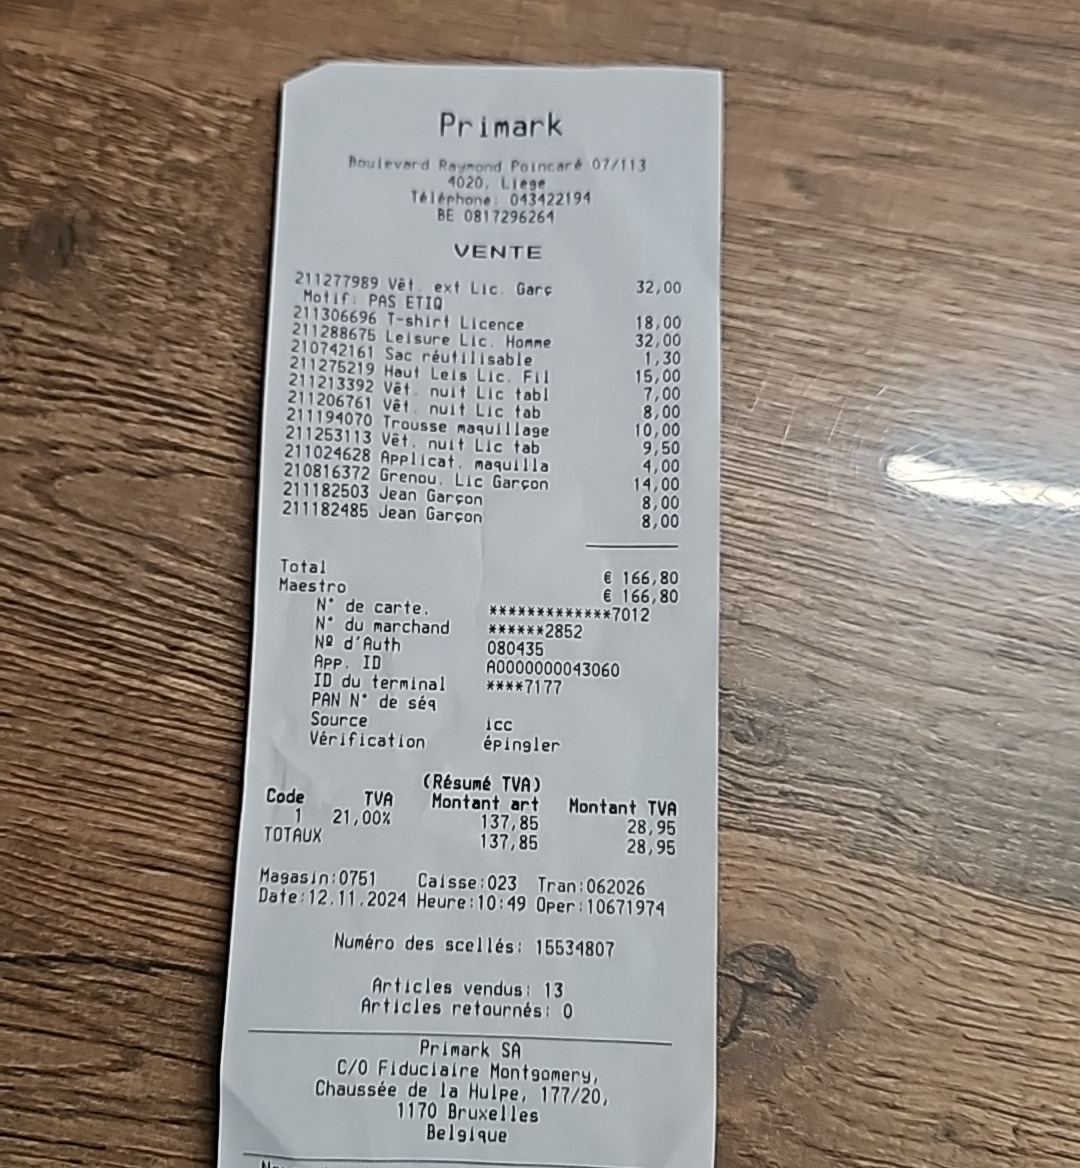 Primark
Boulevard Raymond Poincaré 07/113
4020, Liege
Téléphone: 043422194
BE 0817296264
VENTE
211277989 Vêt. ext Lic. Garç 32,00
Motif: PAS ETIQ
211306696 T-shirt Licence 18,00
211288675 Leisure Lic. Homme 32,00
210742161 Sac réutilisable 1,30
211275219 Haut Leis Lic. Fil 15,00
211213392 Vêt. nuit Lic tabl 7,00
211206761 Vêt. nuit Lic tab 8,00
211194070 Trousse maquillage 10,00
211253113 Vêt. nuit Lic tab 9,50
211024628 Applicat. maquilla 4,00
210816372 Grenou. Lic Garçon 14,00
211182503 Jean Garçon 8,00
211182485 Jean Garçon 8,00
Total € 166,80
Maestro € 166,80
N° de carte. *************7012
N° du marchand ******2852
Nº d'Auth 080435
App. ID A0000000043060
ID du terminal ****7177
PAN N° de séq
Source icc
Vérification épingler
(Résumé TVA)
Code TVA Montant art Montant TVA
1 21,00% 137,85 28,95
TOTAUX 137,85 28,95
Magasin:0751 Caisse:023 Tran:062026
Date:12.11.2024 Heure:10:49 Oper:10671974
Numéro des scellés: 15534807
Articles vendus: 13
Articles retournés: 0
Primark SA
C/O Fiduciaire Montgomery,
Chaussée de la Hulpe, 177/20,
1170 Bruxelles
Belgique